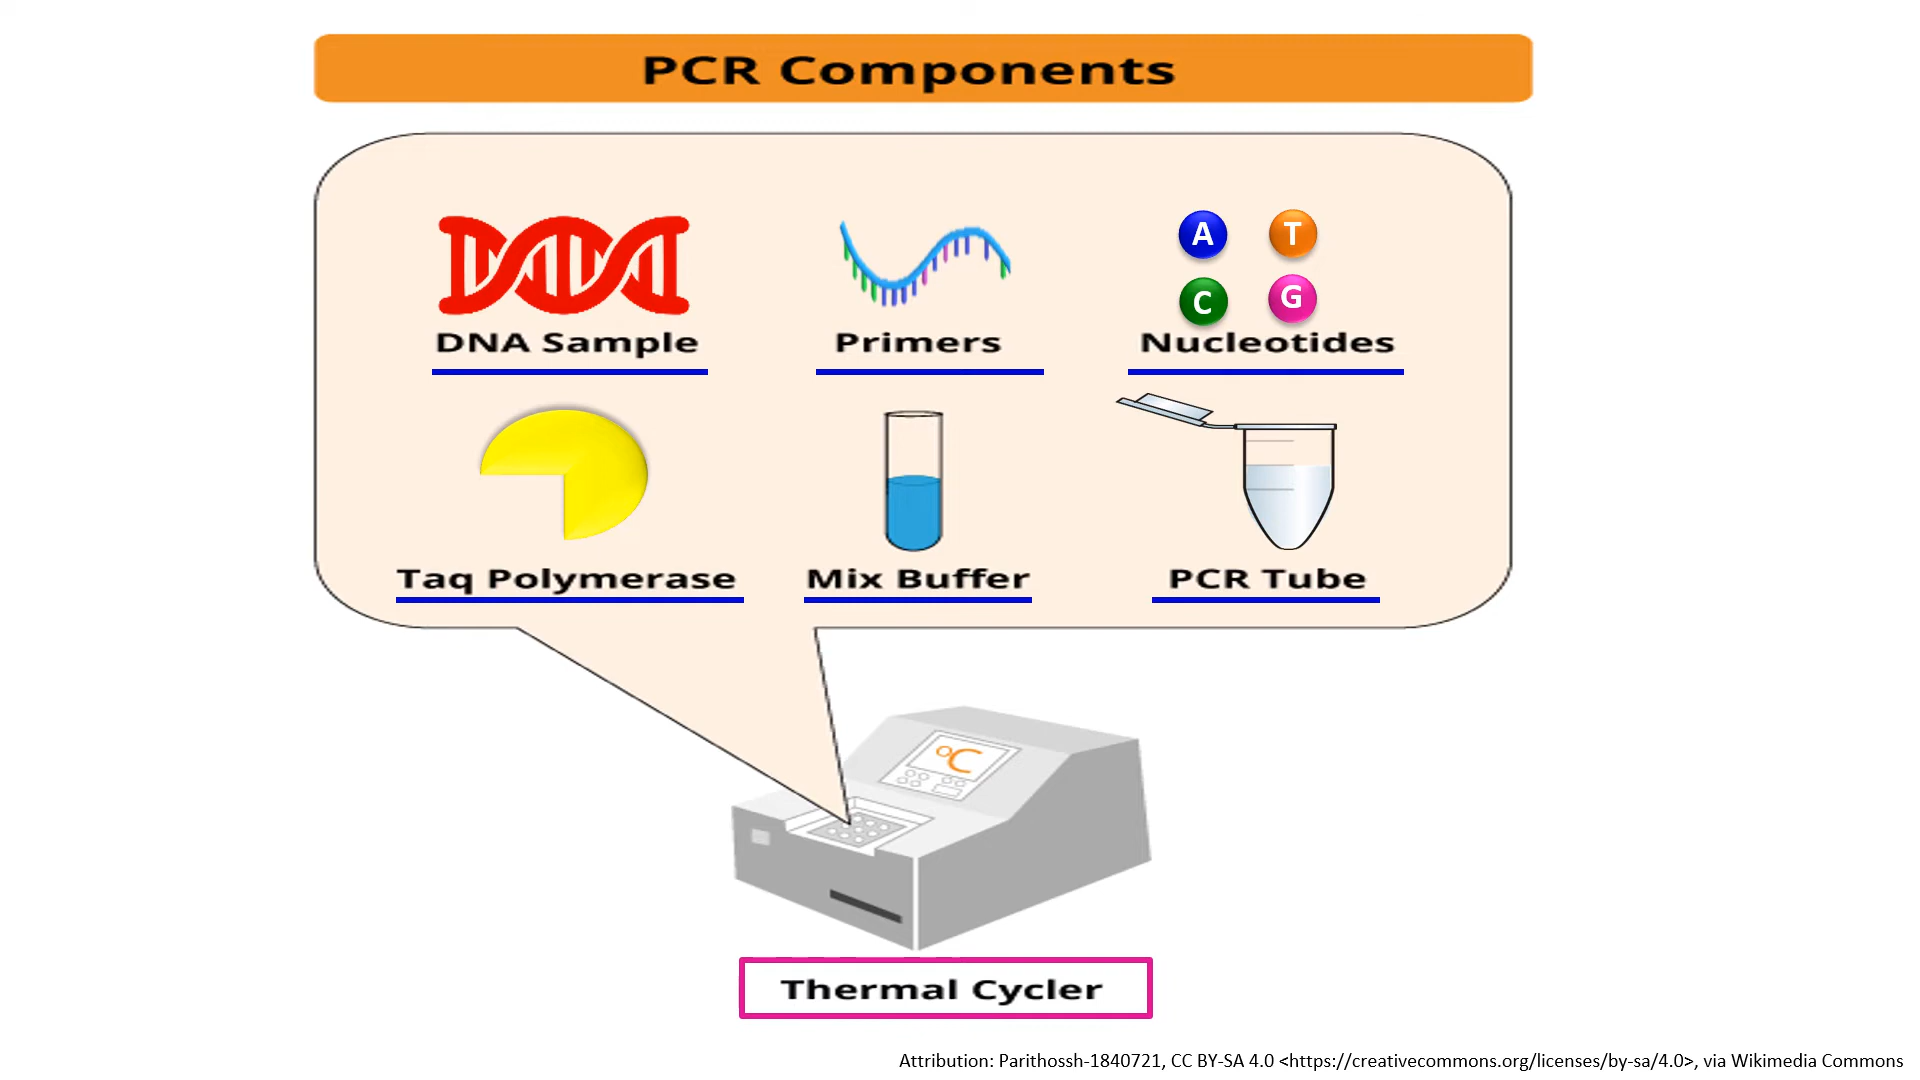 PCR Components
A T
C G
DNA Sample
Primers
Nucleotides
Taq Polymerase
Mix Buffer
PCR Tube
°C
Thermal Cycler
Attribution: Parithossh-1840721, CC BY-SA 4.0 <https://creativecommons.org/licenses/by-sa/4.0>, via Wikimedia Commons